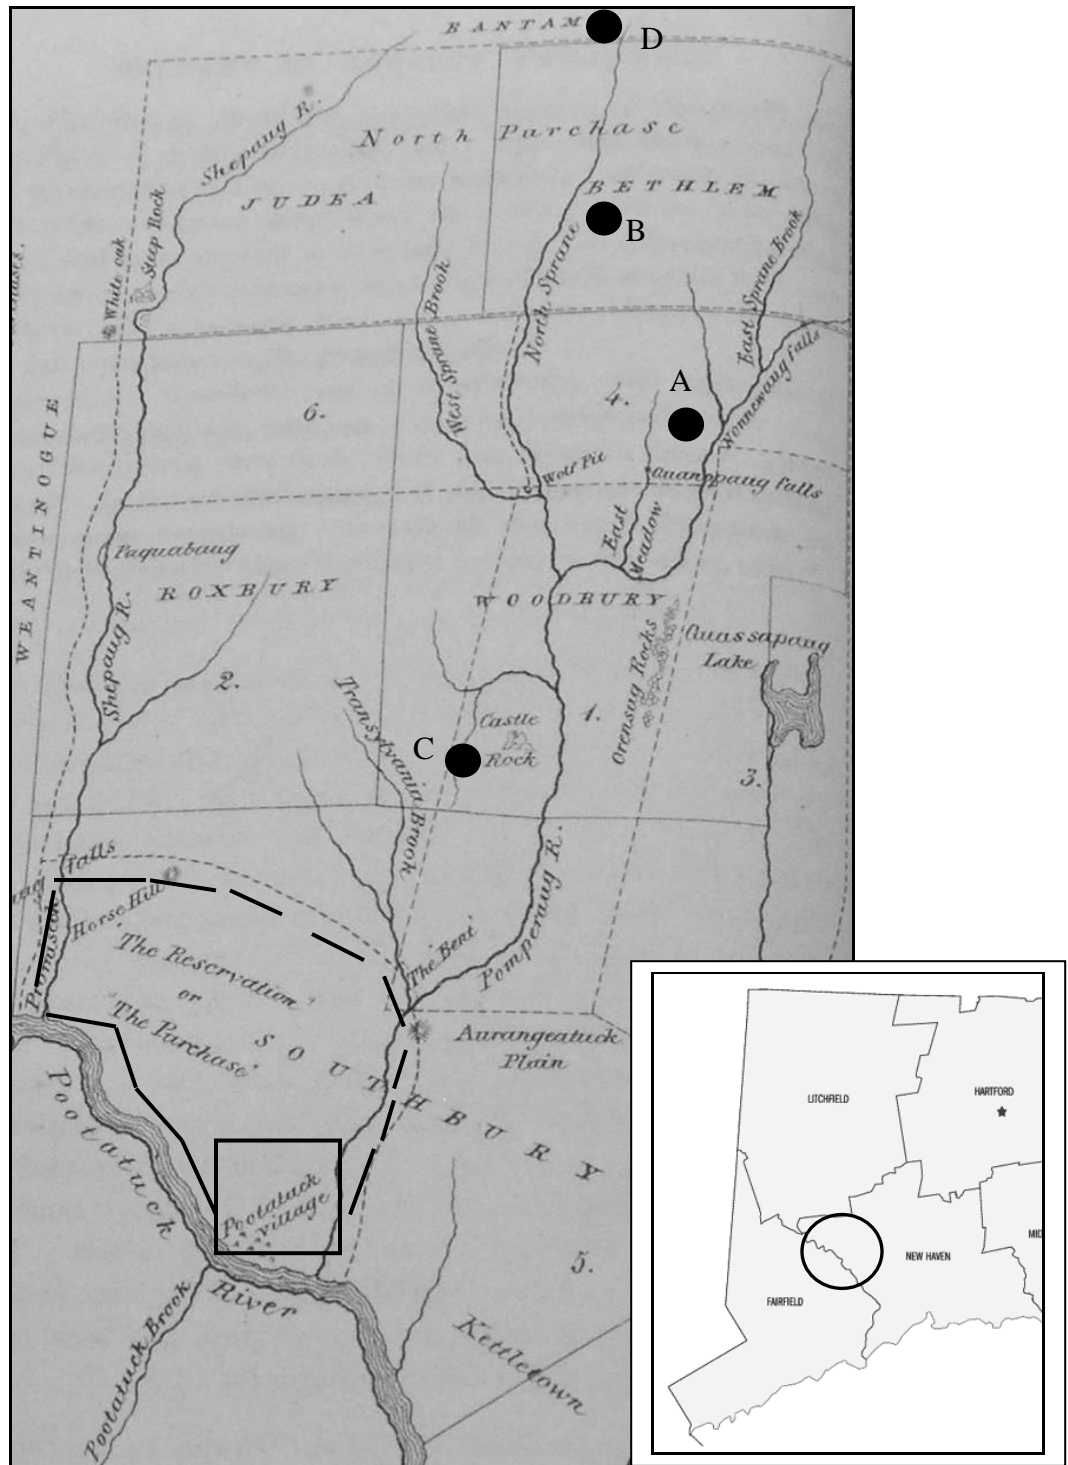 BANTAM
D
North Purchase
Shepaug R.
JUDEA
BETHLEM
B
White oak
Steep Rock
North Sprane
East Sprane Brook
West Sprane Brook
A
4.
6.
Wonnewaug falls
Wolf Pit
Quanopaug falls
WEANTINOGUE
East
Meadow
Paquabaug
ROXBURY
WOODBURY
Quassapaug
Lake
Orensug Rocks
Shepaug R.
2.
Transylvania Brook
1.
Castle
Rock
C
3.
falls
Horse Hill
Promiseck
"The Reservation"
or
"The Purchase"
'The Bent'
Pomperaug R.
SOUTHBURY
Aurangeatuck
Plain
Pootatuck
River
Pootatuck
village
5.
Pootatuck Brook
Kettletown
LITCHFIELD
HARTFORD
MID
NEW HAVEN
FAIRFIELD